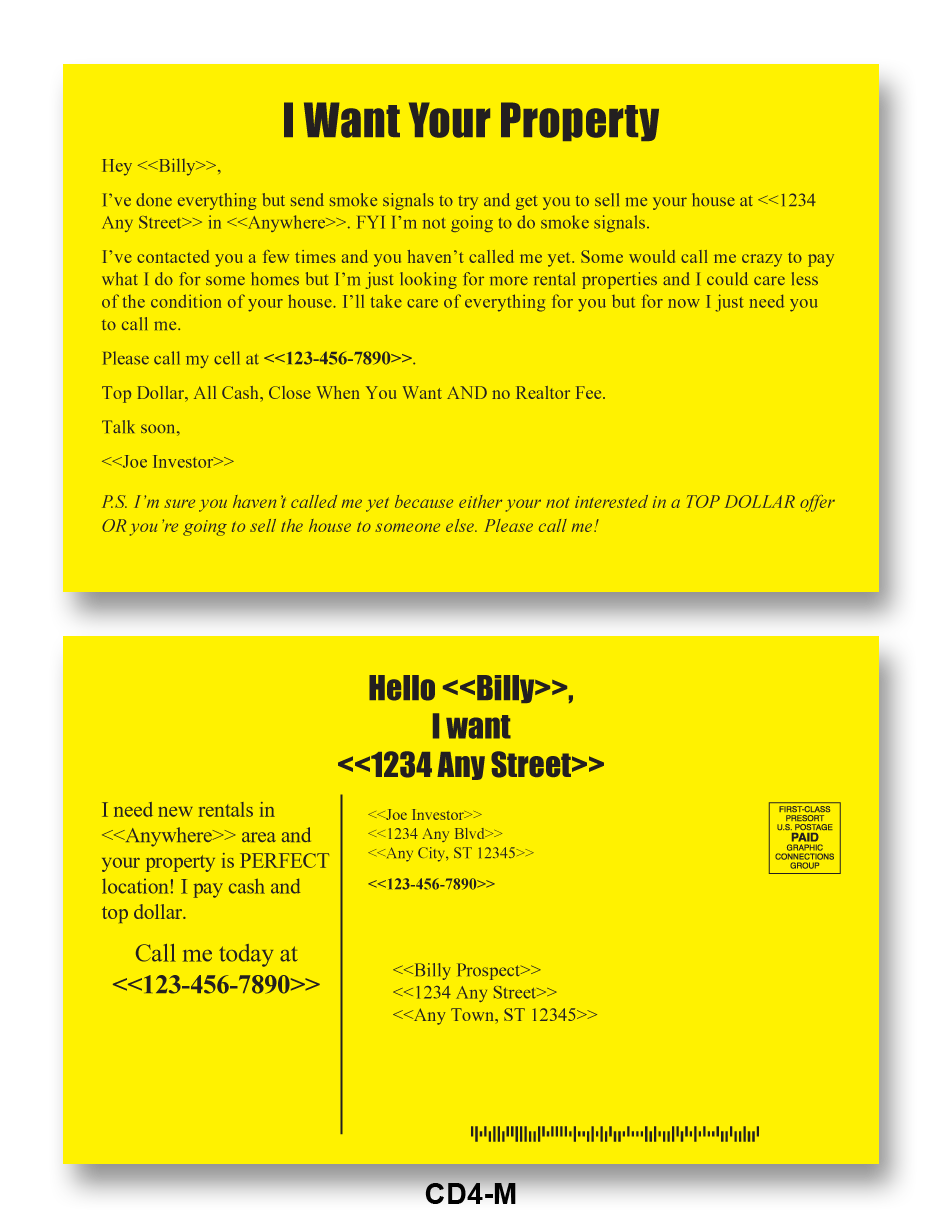 I Want Your Property
Hey <<Billy>>,
I've done everything but send smoke signals to try and get you to sell me your house at <<1234
Any Street>> in <<Anywhere>>. FYI I'm not going to do smoke signals.
I've contacted you a few times and you haven't called me yet. Some would call me crazy to pay
what I do for some homes but I'm just looking for more rental properties and I could care less
of the condition of your house. I'll take care of everything for you but for now I just need you
to call me.
Please call my cell at <<123-456-7890>>.
Top Dollar, All Cash, Close When You Want AND no Realtor Fee.
Talk soon,
<<Joe Investor>>
P.S. I'm sure you haven't called me yet because either your not interested in a TOP DOLLAR offer
OR you're going to sell the house to someone else. Please call me!
Hello <<Billy>>,
I want
<<1234 Any Street>>
I need new rentals in
<<Anywhere>> area and
your property is PERFECT
location! I pay cash and
top dollar.
Call me today at
<<123-456-7890>>
<<Joe Investor>>
<<1234 Any Blvd>>
<<Any City, ST 12345>>
<<123-456-7890>>
FIRST-CLASS
PRESORT
U.S. POSTAGE
PAID
GRAPHIC
CONNECTIONS
GROUP
<<Billy Prospect>>
<<1234 Any Street>>
<<Any Town, ST 12345>>
CD4-M